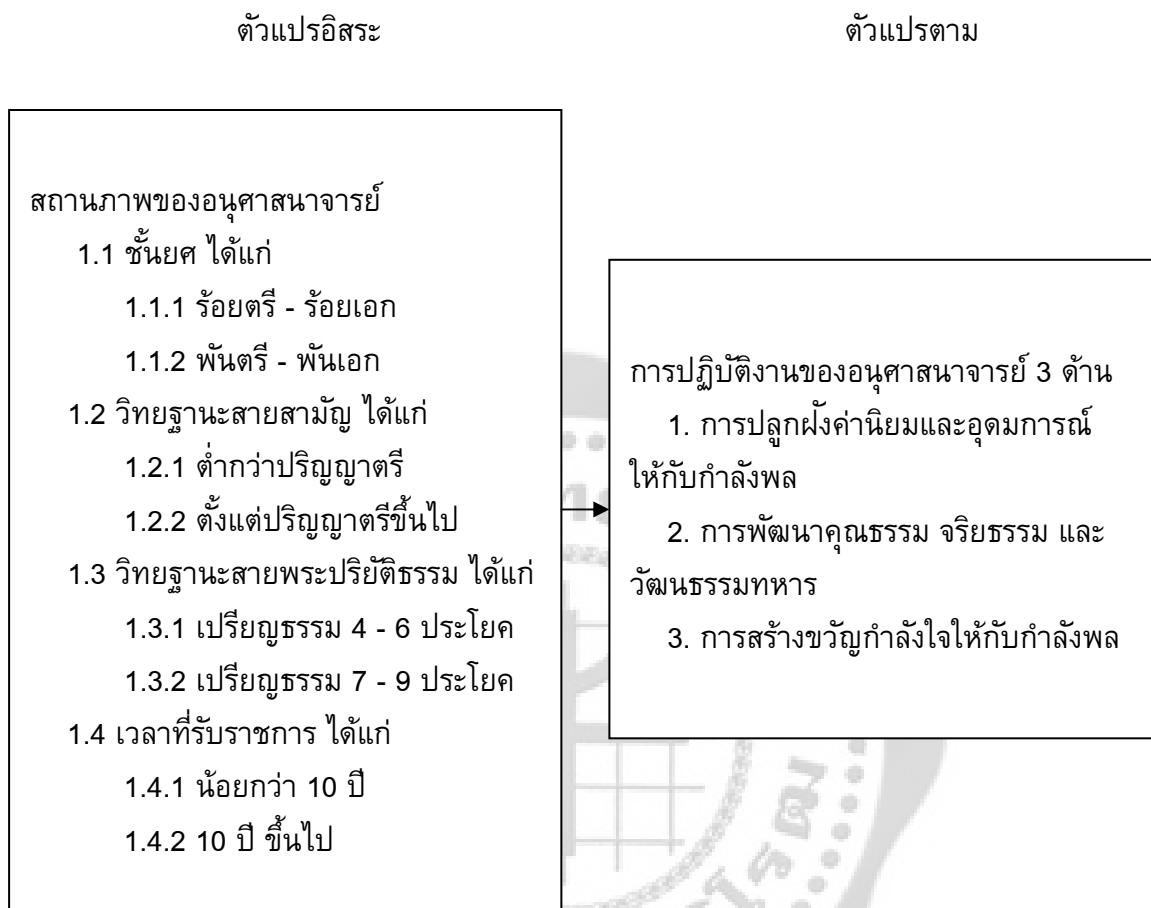 ตัวแปรอิสระ
ตัวแปรตาม
สถานภาพของอนุศาสนาจารย์
1.1 ชั้นยศ ได้แก่
1.1.1 ร้อยตรี - ร้อยเอก
1.1.2 พันตรี - พันเอก
1.2 วิทยฐานะสายสามัญ ได้แก่
1.2.1 ต่ำกว่าปริญญาตรี
1.2.2 ตั้งแต่ปริญญาตรีขึ้นไป
1.3 วิทยฐานะสายพระปริยัติธรรม ได้แก่
1.3.1 เปรียญธรรม 4 - 6 ประโยค
1.3.2 เปรียญธรรม 7 - 9 ประโยค
1.4 เวลาที่รับราชการ ได้แก่
1.4.1 น้อยกว่า 10 ปี
1.4.2 10 ปี ขึ้นไป
การปฏิบัติงานของอนุศาสนาจารย์ 3 ด้าน
1. การปลูกฝังค่านิยมและอุดมการณ์
ให้กับกำลังพล
2. การพัฒนาคุณธรรม จริยธรรม และ
วัฒนธรรมทหาร
3. การสร้างขวัญกำลังใจให้กับกำลังพล